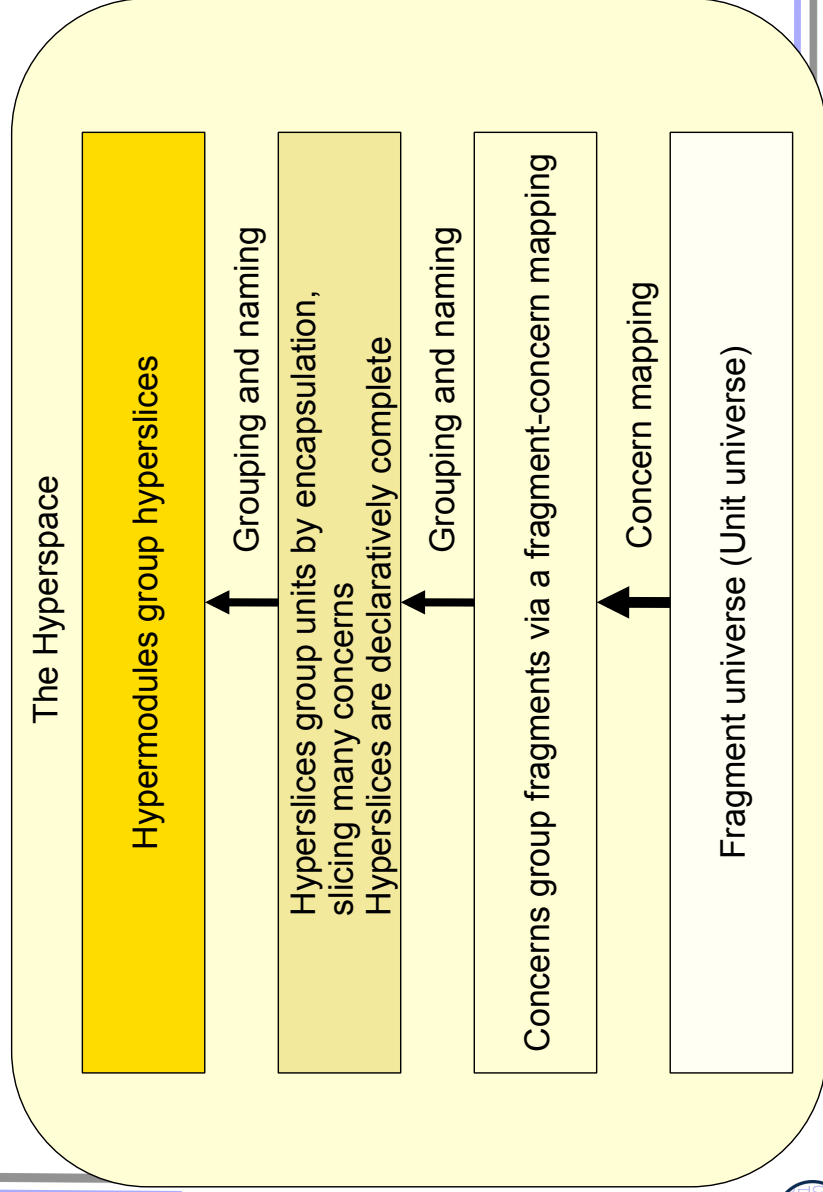 The Hyperspace
Hypermodules group hyperslices
Grouping and naming
Hyperslices group units by encapsulation,
slicing many concerns
Hyperslices are declaratively complete
Grouping and naming
Concerns group fragments via a fragment-concern mapping
Concern mapping
Fragment universe (Unit universe)